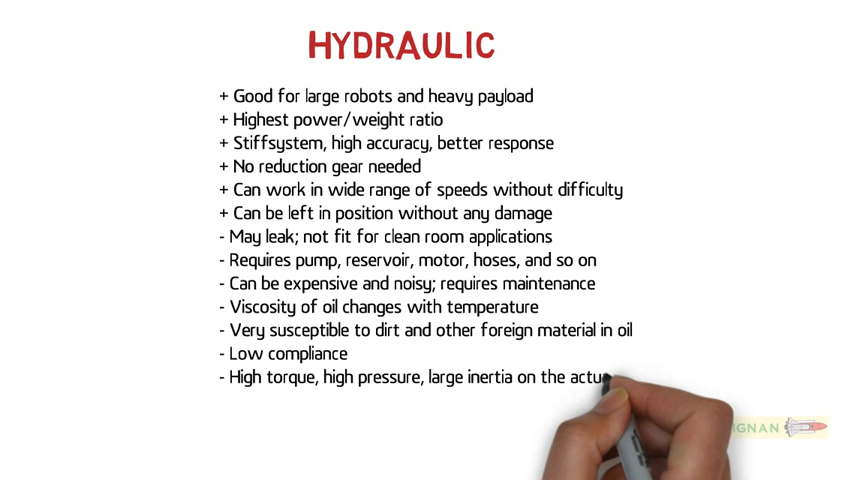 HYDRAULIC
+ Good for large robots and heavy payload
+ Highest power/weight ratio
+ Stiffsystem, high accuracy, better response
+ No reduction gear needed
+ Can work in wide range of speeds without difficulty
+ Can be left in position without any damage
- May leak; not fit for clean room applications
- Requires pump, reservoir, motor, hoses, and so on
- Can be expensive and noisy; requires maintenance
- Viscosity of oil changes with temperature
- Very susceptible to dirt and other foreign material in oil
- Low compliance
- High torque, high pressure, large inertia on the actu
IGNAN